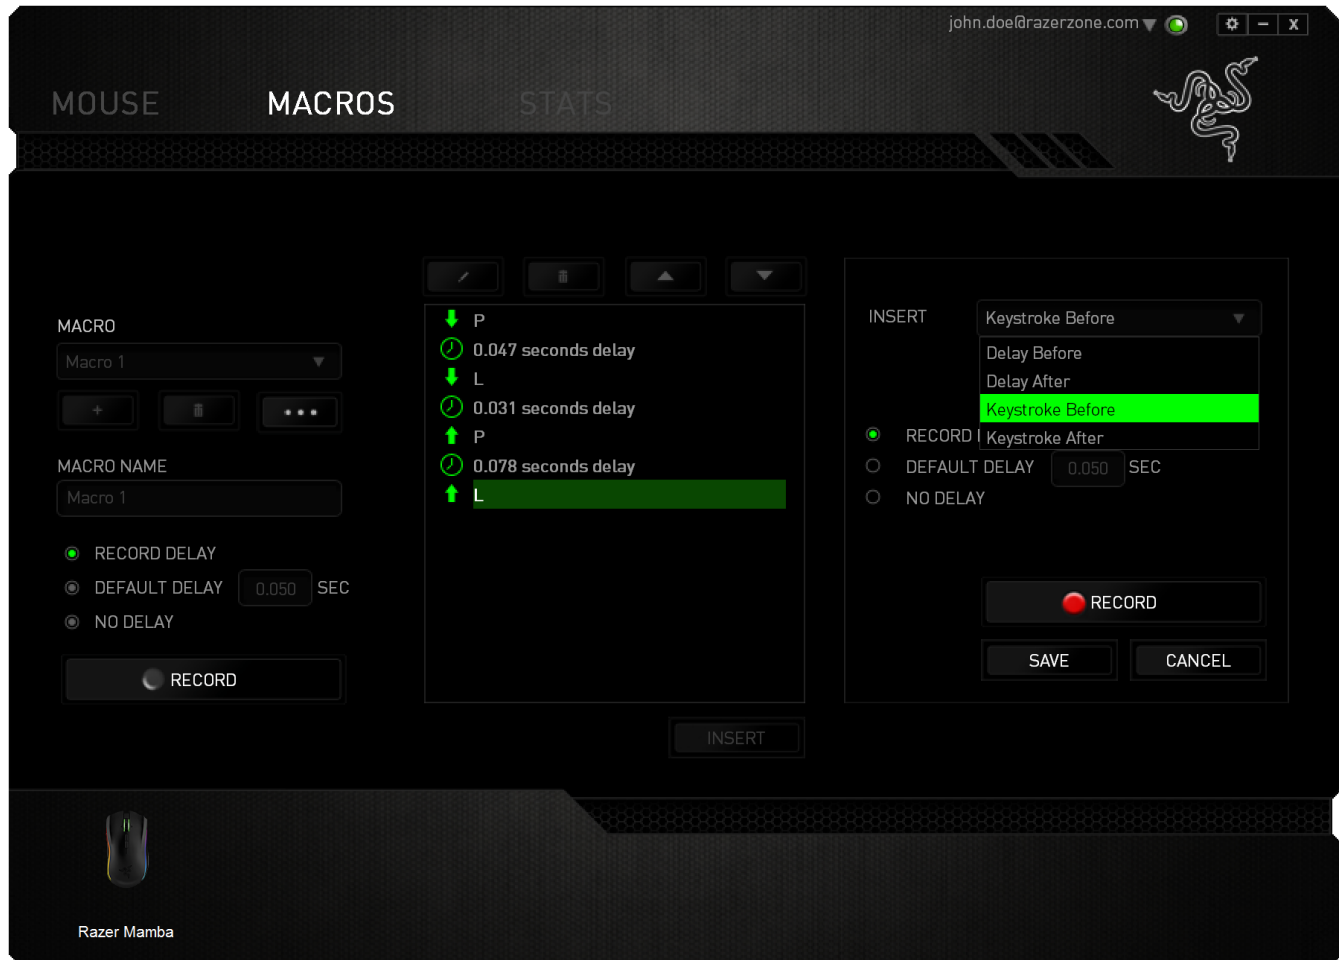 john.doe@razerzone.com
X
MOUSE
MACROS
STATS
MACRO
Macro 1
MACRO NAME
Macro 1
RECORD DELAY
DEFAULT DELAY 0.050 SEC
NO DELAY
RECORD
P
0.047 seconds delay
L
0.031 seconds delay
P
0.078 seconds delay
L
INSERT
INSERT Keystroke Before
Delay Before
Delay After
Keystroke Before
Keystroke After
RECORD
DEFAULT DELAY 0.050 SEC
NO DELAY
RECORD
SAVE
CANCEL
Razer Mamba